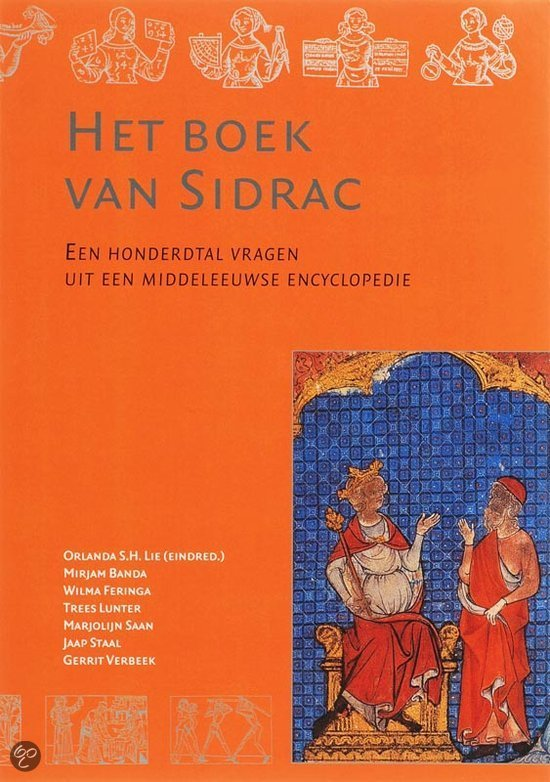 HET BOEK
VAN SIDRAC
EEN HONDERDTAL VRAGEN
UIT EEN MIDDELEEUWSE ENCYCLOPEDIE
ORLANDA S.H. LIE (EINDRED.)
MIRJAM BANDA
WILMA FERINGA
TREES LUNTER
MARJOLIJN SAAN
JAAP STAAL
GERRIT VERBEEK